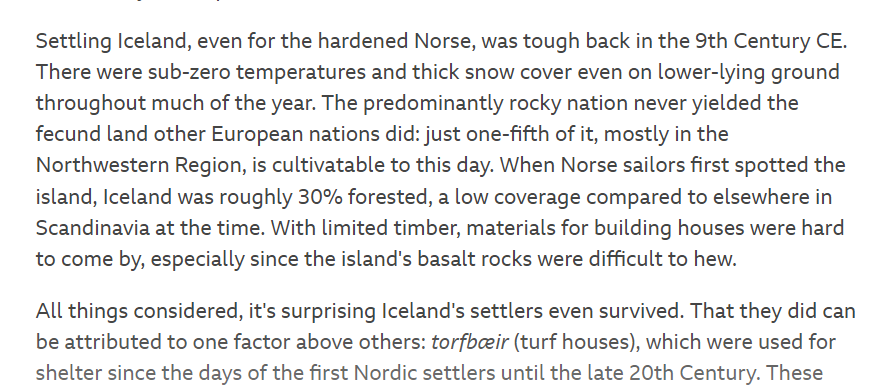 Settling Iceland, even for the hardened Norse, was tough back in the 9th Century CE.
There were sub-zero temperatures and thick snow cover even on lower-lying ground
throughout much of the year. The predominantly rocky nation never yielded the
fecund land other European nations did: just one-fifth of it, mostly in the
Northwestern Region, is cultivatable to this day. When Norse sailors first spotted the
island, Iceland was roughly 30% forested, a low coverage compared to elsewhere in
Scandinavia at the time. With limited timber, materials for building houses were hard
to come by, especially since the island's basalt rocks were difficult to hew.
All things considered, it's surprising Iceland's settlers even survived. That they did can
be attributed to one factor above others: torfbæir (turf houses), which were used for
shelter since the days of the first Nordic settlers until the late 20th Century. These